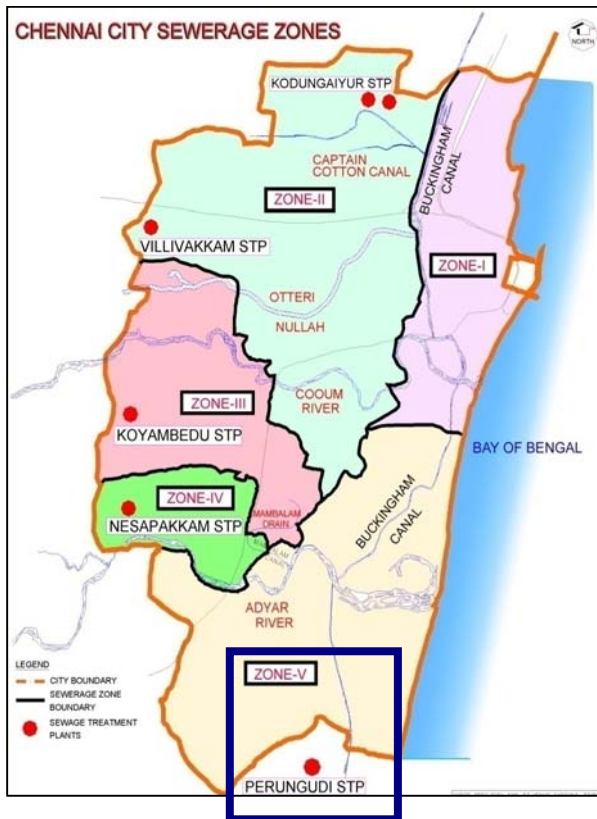 CHENNAI CITY SEWERAGE ZONES
NORTH
KODUNGAIYUR STP
CAPTAIN
COTTON CANAL
BUCKINGHAM
CANAL
ZONE-II
VILLIVAKKAM STP
ZONE-I
OTTERI
NULLAH
ZONE-III
COOUM
RIVER
KOYAMBEDU STP
BAY OF BENGAL
ZONE-IV
NESAPAKKAM STP
MAMBALAM
DRAIN
BUCKINGHAM
CANAL
ADYAR
RIVER
ZONE-V
LEGEND
CITY BOUNDARY
SEWERAGE ZONE
BOUNDARY
SEWAGE TREATMENT
PLANTS
PERUNGUDI STP